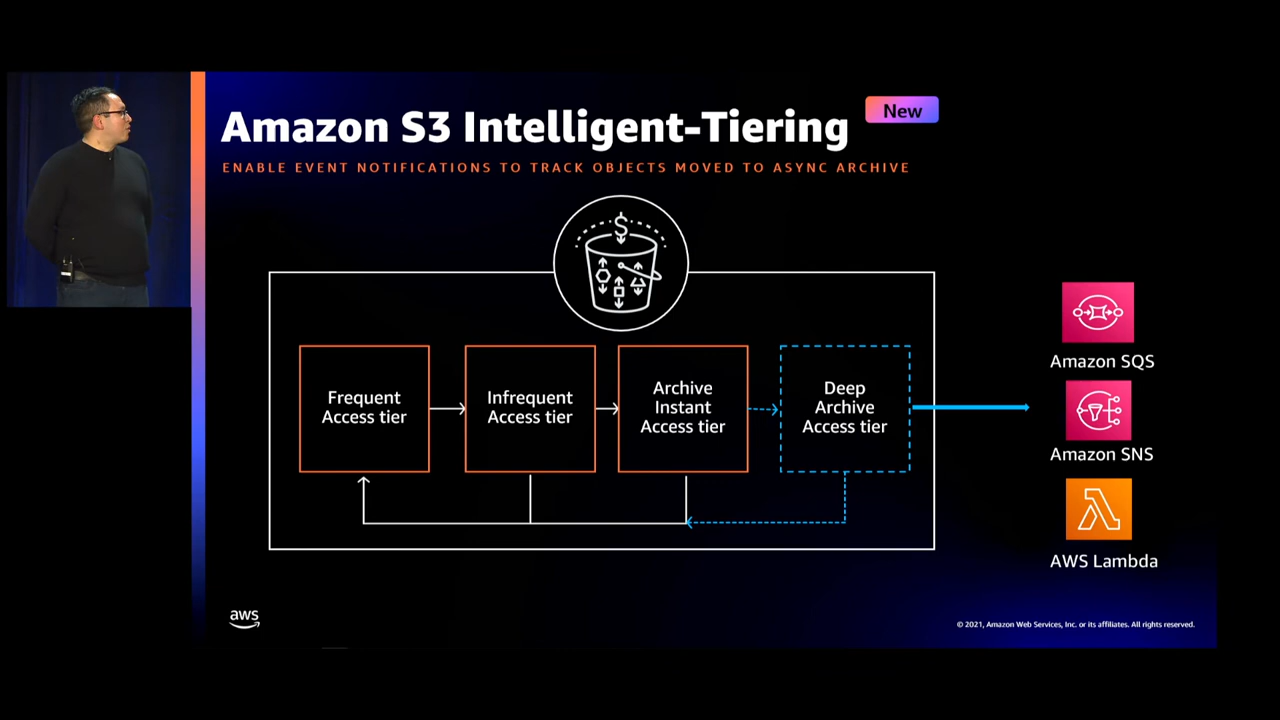 Amazon S3 Intelligent-Tiering
New
ENABLE EVENT NOTIFICATIONS TO TRACK OBJECTS MOVED TO ASYNC ARCHIVE
$
Frequent
Access tier
Infrequent
Access tier
Archive
Instant
Access tier
Deep
Archive
Access tier
Amazon SQS
Amazon SNS
AWS Lambda
aws
© 2021, Amazon Web Services, Inc. or its affiliates. All rights reserved.